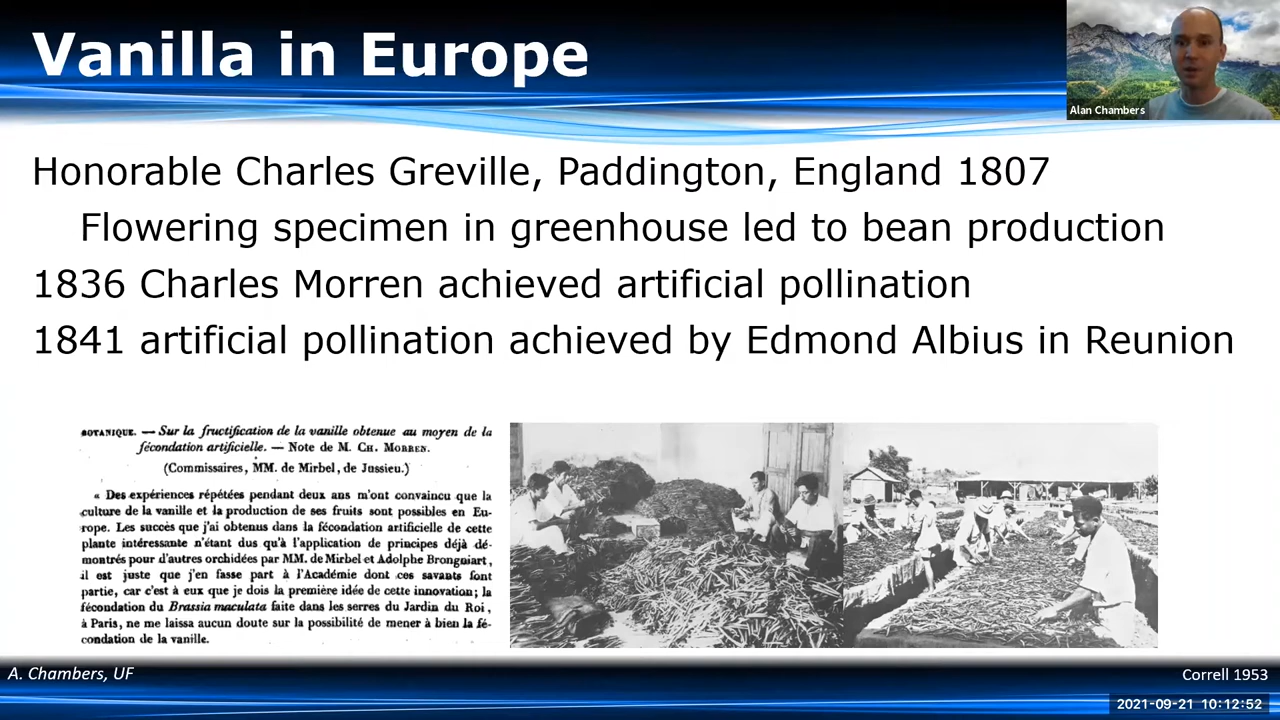 Vanilla in Europe
Alan Chambers
Honorable Charles Greville, Paddington, England 1807
Flowering specimen in greenhouse led to bean production
1836 Charles Morren achieved artificial pollination
1841 artificial pollination achieved by Edmond Albius in Reunion
BOTANIQUE. — Sur la fructification de la vanille obtenue au moyen de la
fécondation artificielle. — Note de M. CH. MORREN.
(Commissaires, MM. de Mirbel, de Jussieu.)
« Des expériences répétées pendant deux ans m'ont convaincu que la
culture de la vanille et la production de ses fruits sont possibles en Eu-
rope. Les succès que j'ai obtenus dans la fécondation artificielle de cette
plante intéressante n'étant dus qu'à l'application de principes déjà dé-
montrés pour d'autres orchidées par MM. de Mirbel et Adolphe Brongniart,
il est juste que j'en fasse part à l'Académie dont ces savants font
partie, car c'est à eux que je dois la première idée de cette innovation; la
fécondation du Brassia maculata faite dans les serres du Jardin du Roi,
à Paris, ne me laissa aucun doute sur la possibilité de mener à bien la fé-
condation de la vanille.
A. Chambers, UF
Correll 1953
2021-09-21 10:12:52